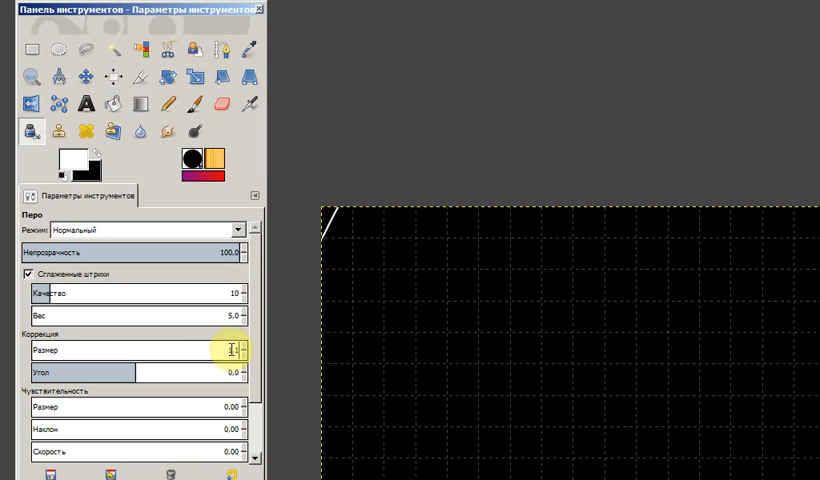 Панель инструментов - Параметры инструментов
Параметры инструментов
Перо
Режим: Нормальный
Непрозрачность 100,0
Сглаженные штрихи
Качество 10
Вес 5,0
Коррекция
Размер
Угол 0,0
Чувствительность
Размер 0.00
Наклон 0.00
Скорость 0.00